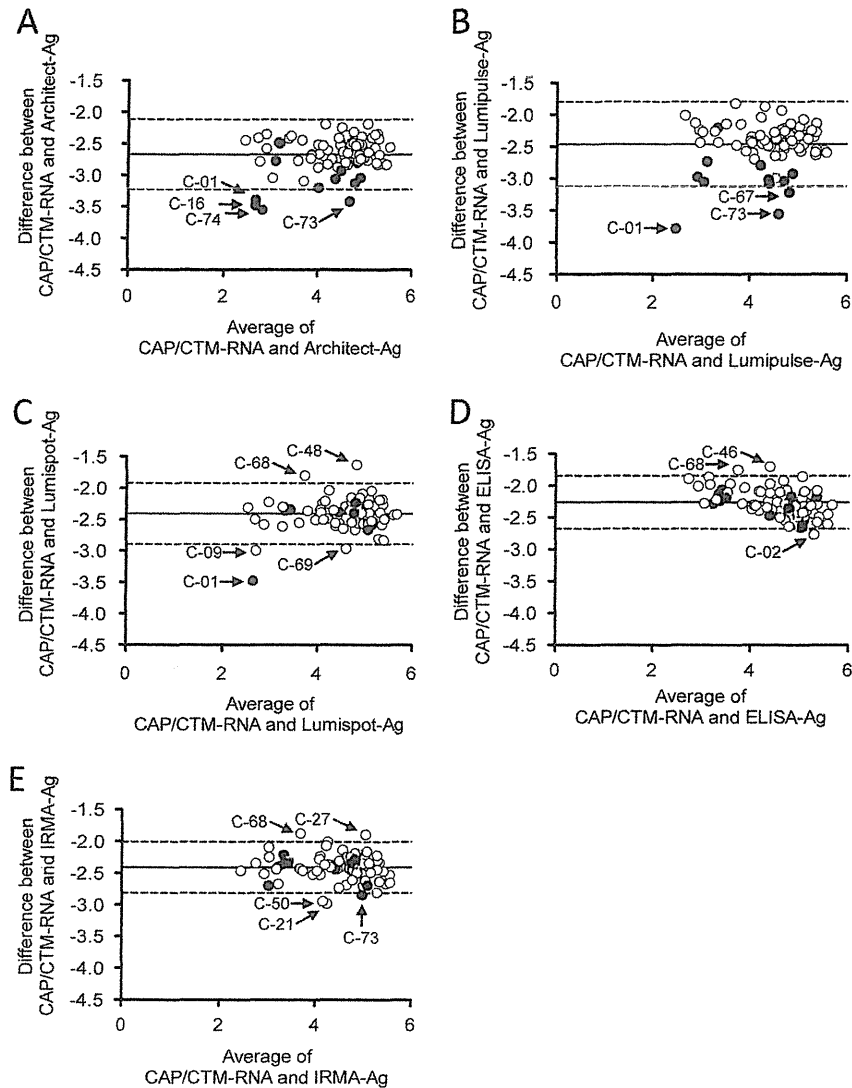 A
Difference between
CAP/CTM-RNA and Architect-Ag
-1.5
-2.0
-2.5
-3.0
-3.5
-4.0
-4.5
C-01
C-16
C-74
C-73
0
2
4
6
Average of
CAP/CTM-RNA and Architect-Ag
B
Difference between
CAP/CTM-RNA and Lumipulse-Ag
-1.5
-2.0
-2.5
-3.0
-3.5
-4.0
-4.5
C-67
C-73
C-01
0
2
4
6
Average of
CAP/CTM-RNA and Lumipulse-Ag
C
Difference between
CAP/CTM-RNA and Lumispot-Ag
-1.5
-2.0
-2.5
-3.0
-3.5
-4.0
-4.5
C-48
C-68
C-09
C-69
C-01
0
2
4
6
Average of
CAP/CTM-RNA and Lumispot-Ag
D
Difference between
CAP/CTM-RNA and ELISA-Ag
-1.5
-2.0
-2.5
-3.0
-3.5
-4.0
-4.5
C-46
C-68
C-02
0
2
4
6
Average of
CAP/CTM-RNA and ELISA-Ag
E
Difference between
CAP/CTM-RNA and IRMA-Ag
-1.5
-2.0
-2.5
-3.0
-3.5
-4.0
-4.5
C-68
C-27
C-50
C-21
C-73
0
2
4
6
Average of
CAP/CTM-RNA and IRMA-Ag